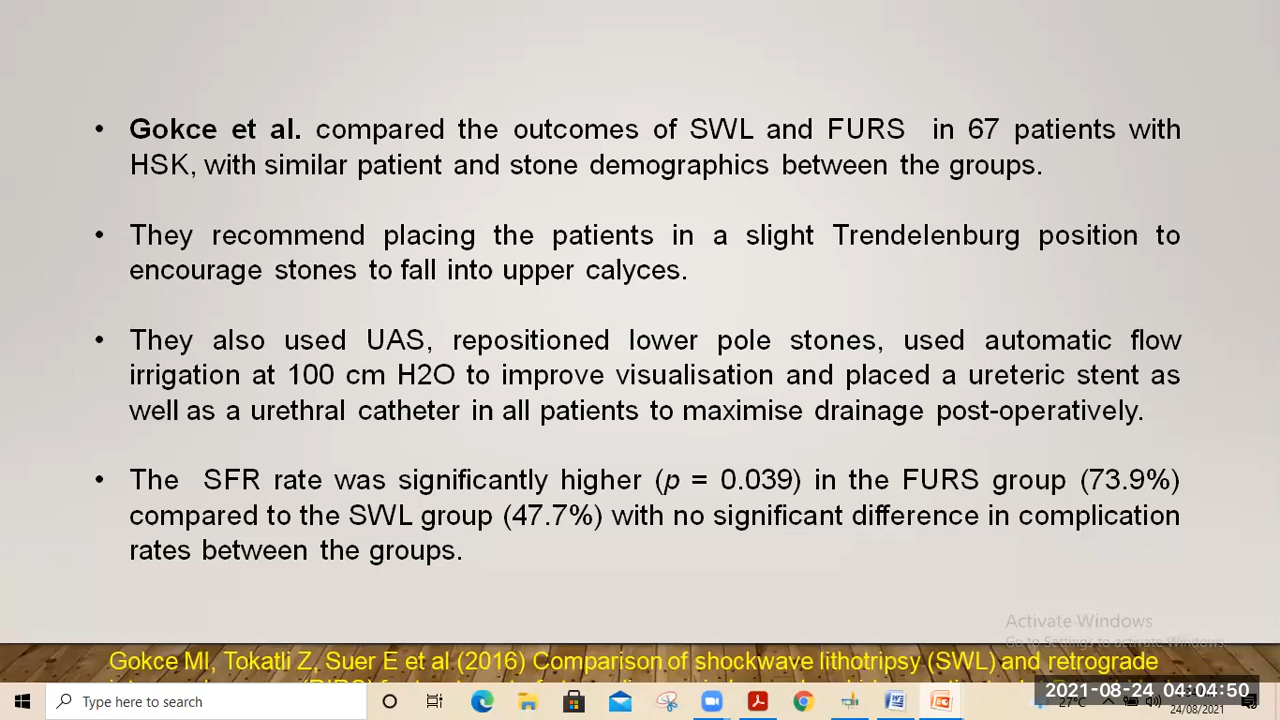 • Gokce et al. compared the outcomes of SWL and FURS in 67 patients with
HSK, with similar patient and stone demographics between the groups.
• They recommend placing the patients in a slight Trendelenburg position to
encourage stones to fall into upper calyces.
• They also used UAS, repositioned lower pole stones, used automatic flow
irrigation at 100 cm H2O to improve visualisation and placed a ureteric stent as
well as a urethral catheter in all patients to maximise drainage post-operatively.
• The SFR rate was significantly higher (p = 0.039) in the FURS group (73.9%)
compared to the SWL group (47.7%) with no significant difference in complication
rates between the groups.
Activate Windows
Go to Settings to activate Windows.
Gokce MI, Tokatli Z, Suer E et al (2016) Comparison of shockwave lithotripsy (SWL) and retrograde
Type here to search
27°C
2021-08-24 04:04:50
24/08/2021